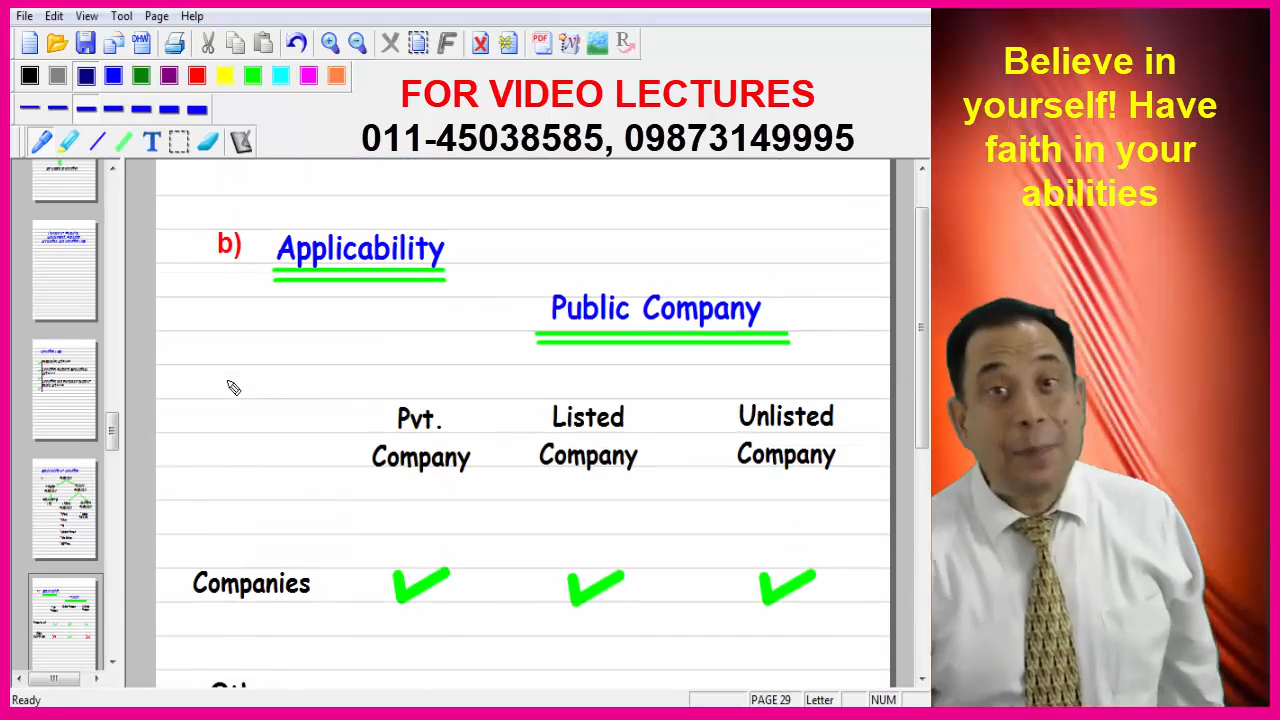 File Edit View Tool Page Help
FOR VIDEO LECTURES
011-45038585, 09873149995
Believe in
yourself! Have
faith in your
abilities
b) Applicability
Public Company
Pvt. Company
Listed Company
Unlisted Company
Companies
Ready
PAGE 29 Letter NUM